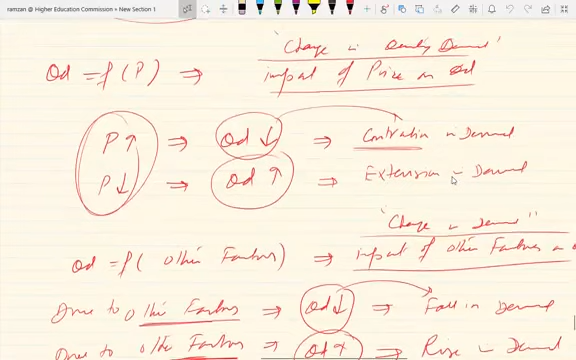 ramzan @ Higher Education Commission » New Section 1
"Change in Quantity Demand"
Qd = f(P) ⇒ impact of Price on Qd
P↑ ⇒ Qd ↓ ⇒ Contration in Demand
P↓ ⇒ Qd ↑ ⇒ Extension in Demand
"Change in Demand"
Qd = f( Other Factors) ⇒ impact of Other Factors on
Due to Other Factors ⇒ Qd↓ ⇒ Fall in Demand
Due to Other Factors ⇒ Qd↑ ⇒ Rise in Demand